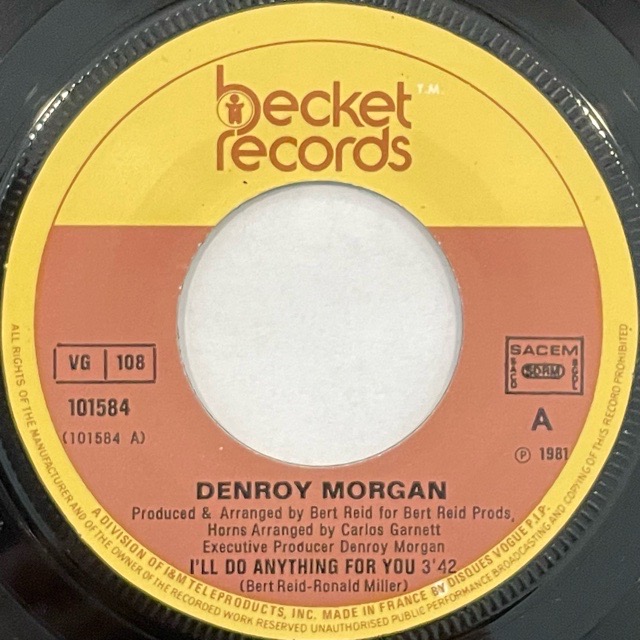 becket T.M.
records
VG 108
101584
(101584 A)
SACEM
SACD SDRM SGDL
A
℗ 1981
DENROY MORGAN
Produced & Arranged by Bert Reid for Bert Reid Prods,
Horns Arranged by Carlos Garnett
Executive Producer Denroy Morgan
I'LL DO ANYTHING FOR YOU 3'42
(Bert Reid-Ronald Miller)
A DIVISION OF I&M TELEPRODUCTS, INC. MADE IN FRANCE BY DISQUES VOGUE P.I.P.
ALL RIGHTS OF THE MANUFACTURER AND OF THE OWNER OF THE RECORDED WORK RESERVED UNAUTHORISED PUBLIC PERFORMANCE BROADCASTING AND COPYING OF THIS RECORD PROHIBITED